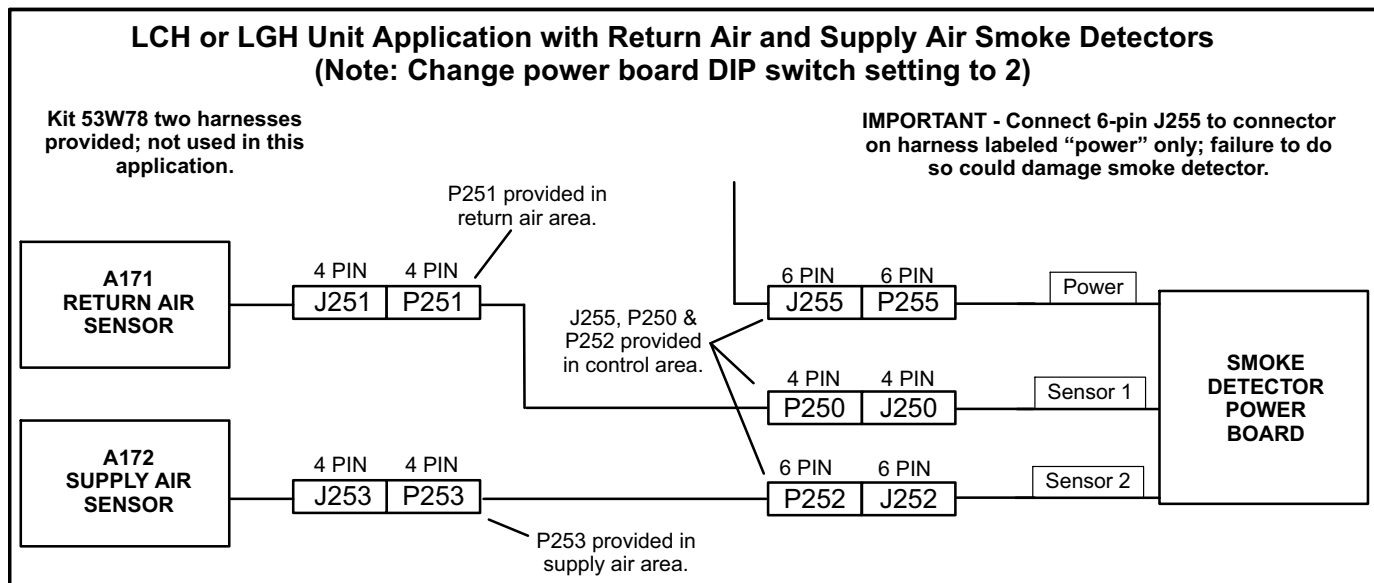 LCH or LGH Unit Application with Return Air and Supply Air Smoke Detectors
(Note: Change power board DIP switch setting to 2)
Kit 53W78 two harnesses
provided; not used in this
application.
IMPORTANT - Connect 6-pin J255 to connector
on harness labeled “power” only; failure to do
so could damage smoke detector.
P251 provided in
return air area.
A171
RETURN AIR
SENSOR
4 PIN
4 PIN
J251
P251
J255, P250 &
P252 provided
in control area.
6 PIN
6 PIN
J255
P255
Power
4 PIN
4 PIN
P250
J250
Sensor 1
SMOKE
DETECTOR
POWER
BOARD
A172
SUPPLY AIR
SENSOR
4 PIN
4 PIN
J253
P253
6 PIN
6 PIN
P252
J252
Sensor 2
P253 provided in
supply air area.